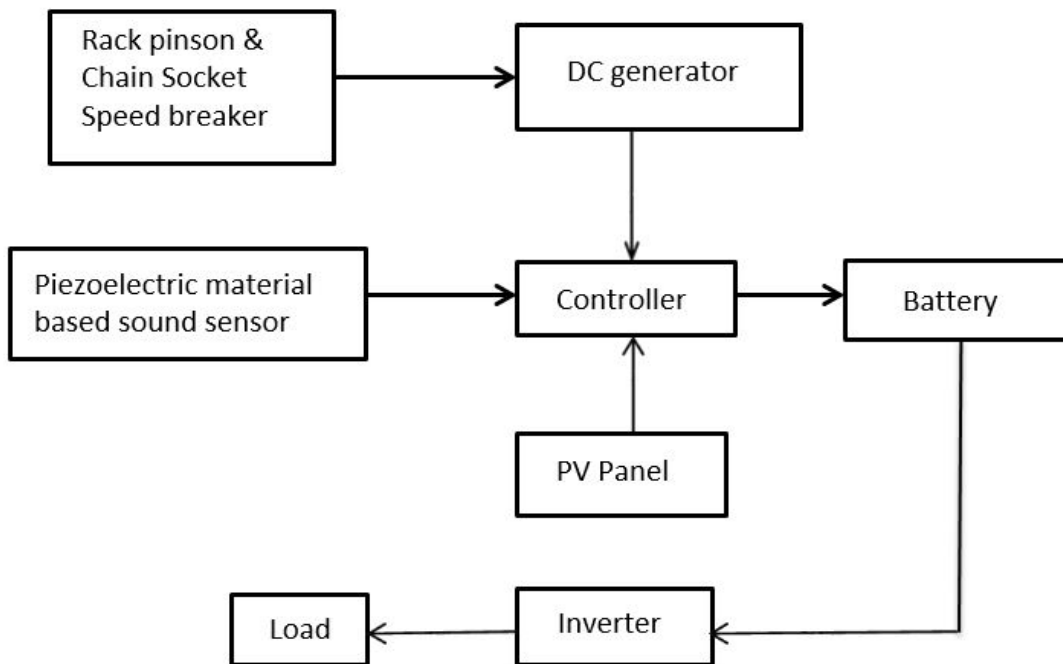 Rack pinson &
Chain Socket
Speed breaker
DC generator
Piezoelectric material
based sound sensor
Controller
Battery
PV Panel
Load
Inverter